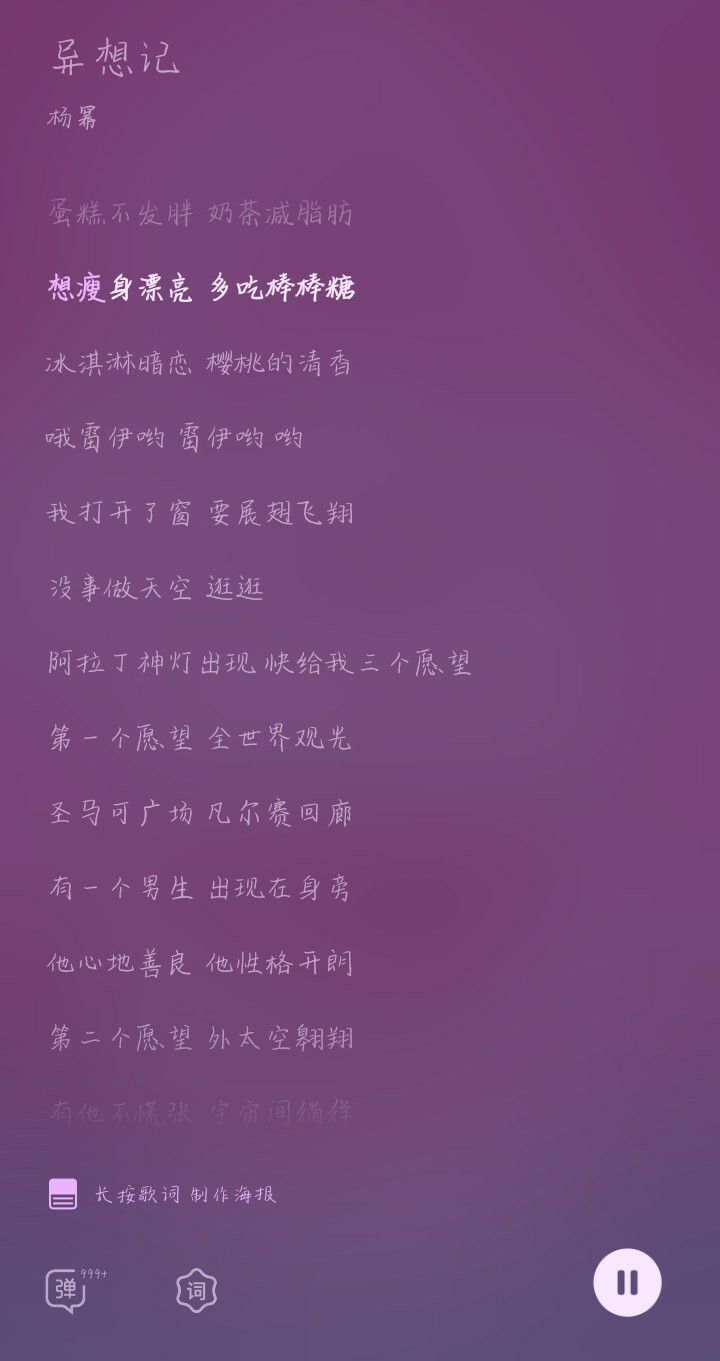 异想记
杨幂
蛋糕不发胖 奶茶减脂肪
想瘦身漂亮 多吃棒棒糖
冰淇淋暗恋 樱桃的清香
哦雷伊哟 雷伊哟 哟
我打开了窗 要展翅飞翔
没事做天空 逛逛
阿拉丁神灯出现 快给我三个愿望
第一个愿望 全世界观光
圣马可广场 凡尔赛回廊
有一个男生 出现在身旁
他心地善良 他性格开朗
第二个愿望 外太空翱翔
有他不慌张 宇宙间徜徉
长按歌词 制作海报
弹 999+
词